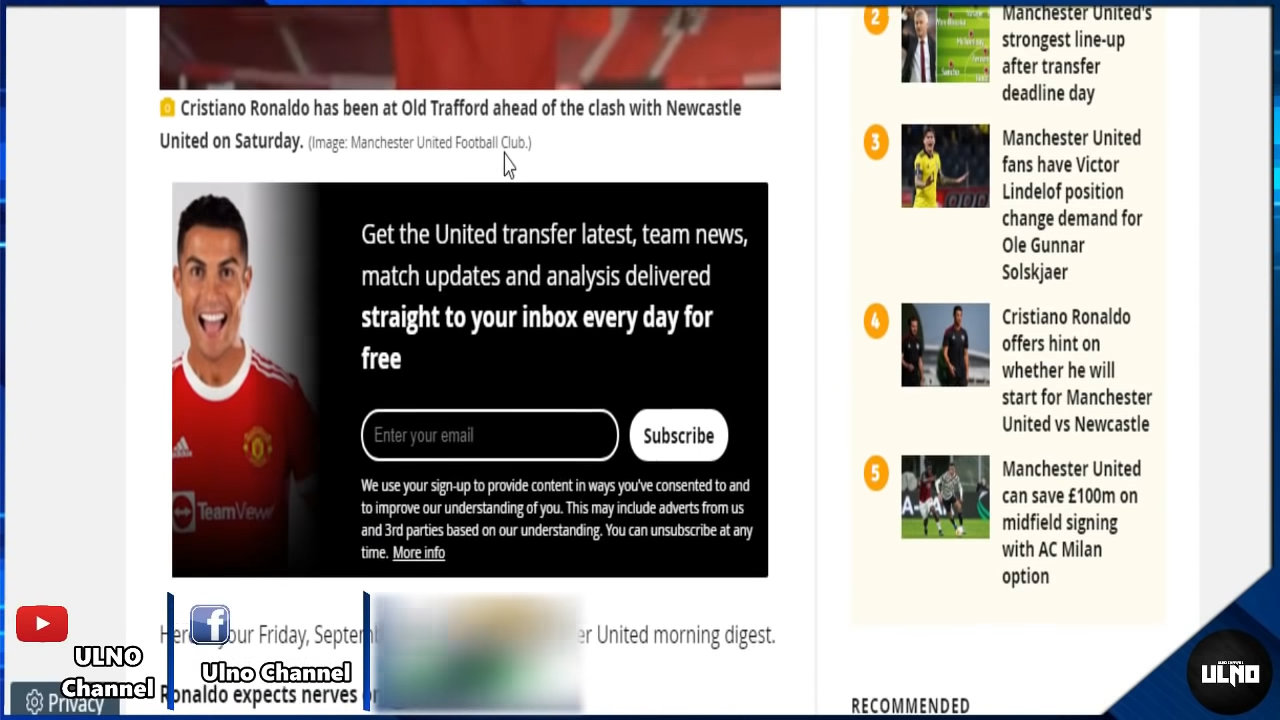 Cristiano Ronaldo has been at Old Trafford ahead of the clash with Newcastle
United on Saturday. (Image: Manchester United Football Club.)
Get the United transfer latest, team news,
match updates and analysis delivered
straight to your inbox every day for
free
Enter your email
Subscribe
We use your sign-up to provide content in ways you've consented to and
to improve our understanding of you. This may include adverts from us
and 3rd parties based on our understanding. You can unsubscribe at any
time. More info
TeamView
your Friday, Septem
United morning digest.
Ronaldo expects nerves
2
Manchester United's
strongest line-up
after transfer
deadline day
3
Manchester United
fans have Victor
Lindelof position
change demand for
Ole Gunnar
Solskjaer
4
Cristiano Ronaldo
offers hint on
whether he will
start for Manchester
United vs Newcastle
5
Manchester United
can save £100m on
midfield signing
with AC Milan
option
RECOMMENDED
ULNO
Channel
Ulno Channel
Privacy
ULNO